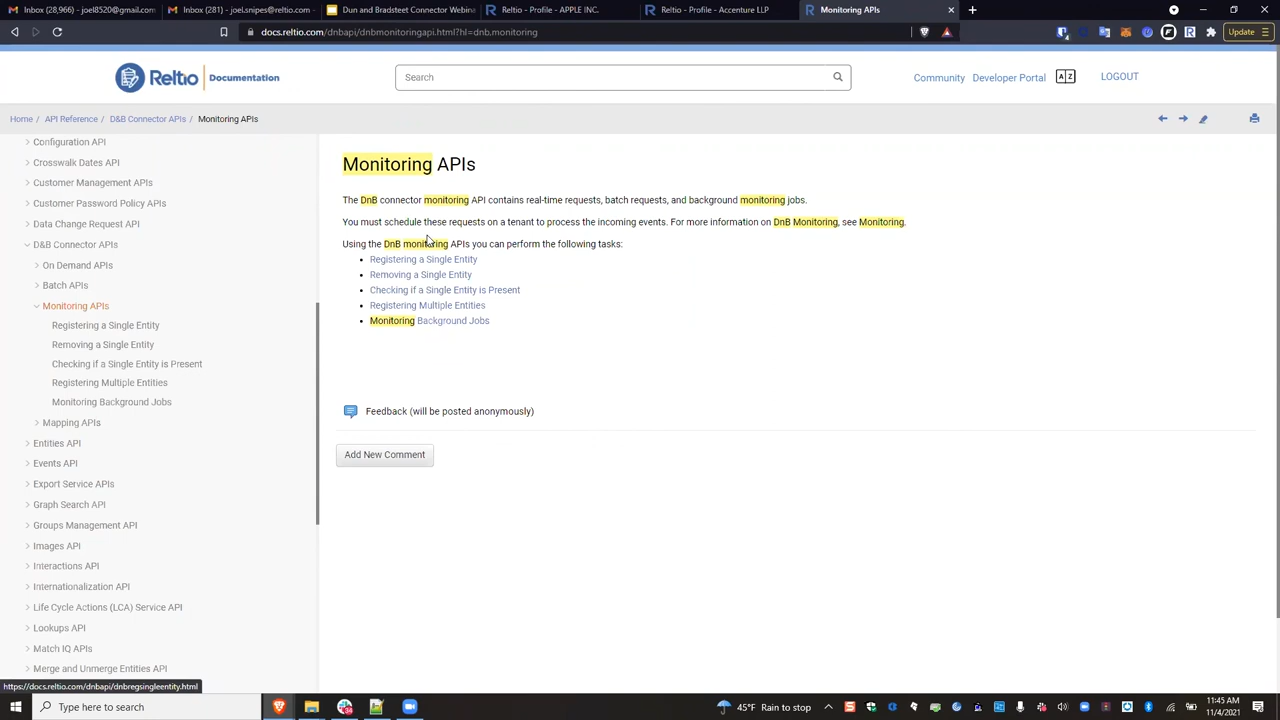 Inbox (28,966) - joel8520@gmail.com
Inbox (281) - joel.snipes@reltio.com
Dun and Bradstreet Connector Webina
Reltio - Profile - APPLE INC.
Reltio - Profile - Accenture LLP
Monitoring APIs
docs.reltio.com/dnbapi/dnbmonitoringapi.html?hl=dnb.monitoring
Update
Reltio Documentation
Search
Community
Developer Portal
A Z
LOGOUT
Home / API Reference / D&B Connector APIs / Monitoring APIs
Configuration API
Crosswalk Dates API
Customer Management APIs
Customer Password Policy APIs
Data Change Request API
D&B Connector APIs
On Demand APIs
Batch APIs
Monitoring APIs
Registering a Single Entity
Removing a Single Entity
Checking if a Single Entity is Present
Registering Multiple Entities
Monitoring Background Jobs
Mapping APIs
Entities API
Events API
Export Service APIs
Graph Search API
Groups Management API
Images API
Interactions API
Internationalization API
Life Cycle Actions (LCA) Service API
Lookups API
Match IQ APIs
Merge and Unmerge Entities API
https://docs.reltio.com/dnbapi/dnbregsingleentity.html
Monitoring APIs
The DnB connector monitoring API contains real-time requests, batch requests, and background monitoring jobs.
You must schedule these requests on a tenant to process the incoming events. For more information on DnB Monitoring, see Monitoring.
Using the DnB monitoring APIs you can perform the following tasks:
Registering a Single Entity
Removing a Single Entity
Checking if a Single Entity is Present
Registering Multiple Entities
Monitoring Background Jobs
Feedback (will be posted anonymously)
Add New Comment
Type here to search
45°F Rain to stop
11:45 AM
11/4/2021